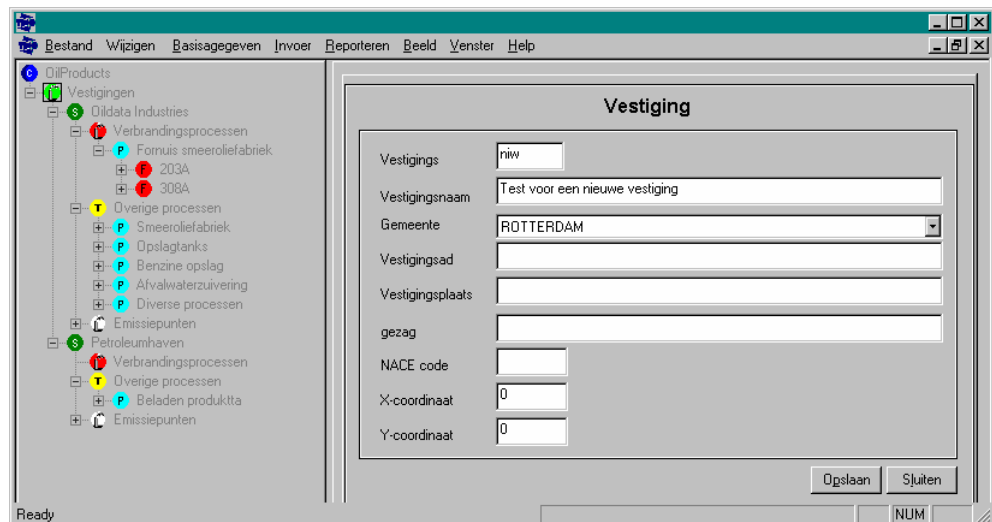 Bestand Wijzigen Basisagegeven Invoer Reporteren Beeld Venster Help
C OilProducts
Vestigingen
S Oildata Industries
Verbrandingsprocessen
P Fornuis smeeroliefabriek
F 203A
F 308A
T Overige processen
P Smeeroliefabriek
P Opslagtanks
P Benzine opslag
P Afvalwaterzuivering
P Diverse processen
Emissiepunten
S Petroleumhaven
Verbrandingsprocessen
T Overige processen
P Beladen produktta
Emissiepunten
Vestiging
Vestigings niw
Vestigingsnaam Test voor een nieuwe vestiging
Gemeente ROTTERDAM
Vestigingsad
Vestigingsplaats
gezag
NACE code
X-coordinaat 0
Y-coordinaat 0
Opslaan Sluiten
Ready NUM